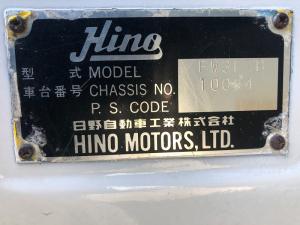 Hino
型 式 MODEL
車台番号 CHASSIS NO.
P. S. CODE
日野自動車工業株式会社
HINO MOTORS, LTD.